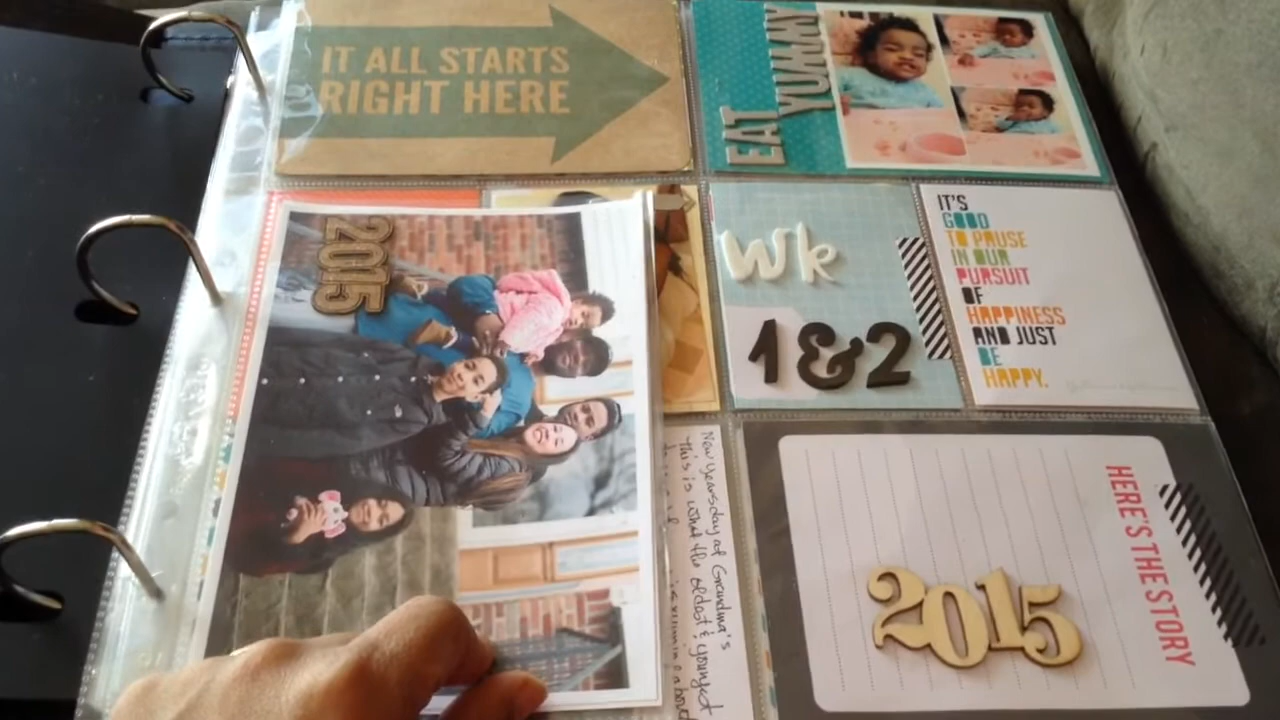 IT ALL STARTS
RIGHT HERE
EAT YUMMY
2015
Wk
1&2
IT'S
GOOD
TO PAUSE
IN OUR
PURSUIT
OF
HAPPINESS
AND JUST
BE
HAPPY.
New Years day at Grandma's
This is what the oldest & youngest
HERE'S THE STORY
2015